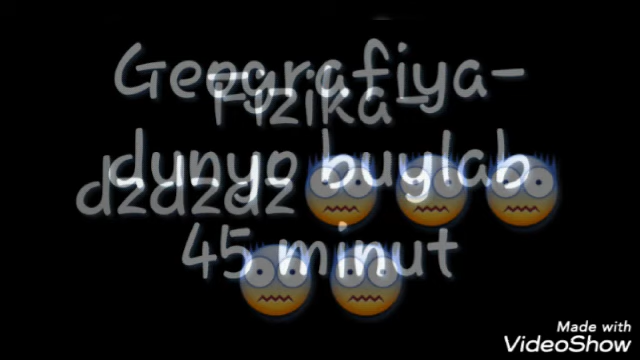 Geografiya-
dunyo buylab
45 minut
Fizika-
dzdzdz😨😨😨
😨😨
Made with
VideoShow